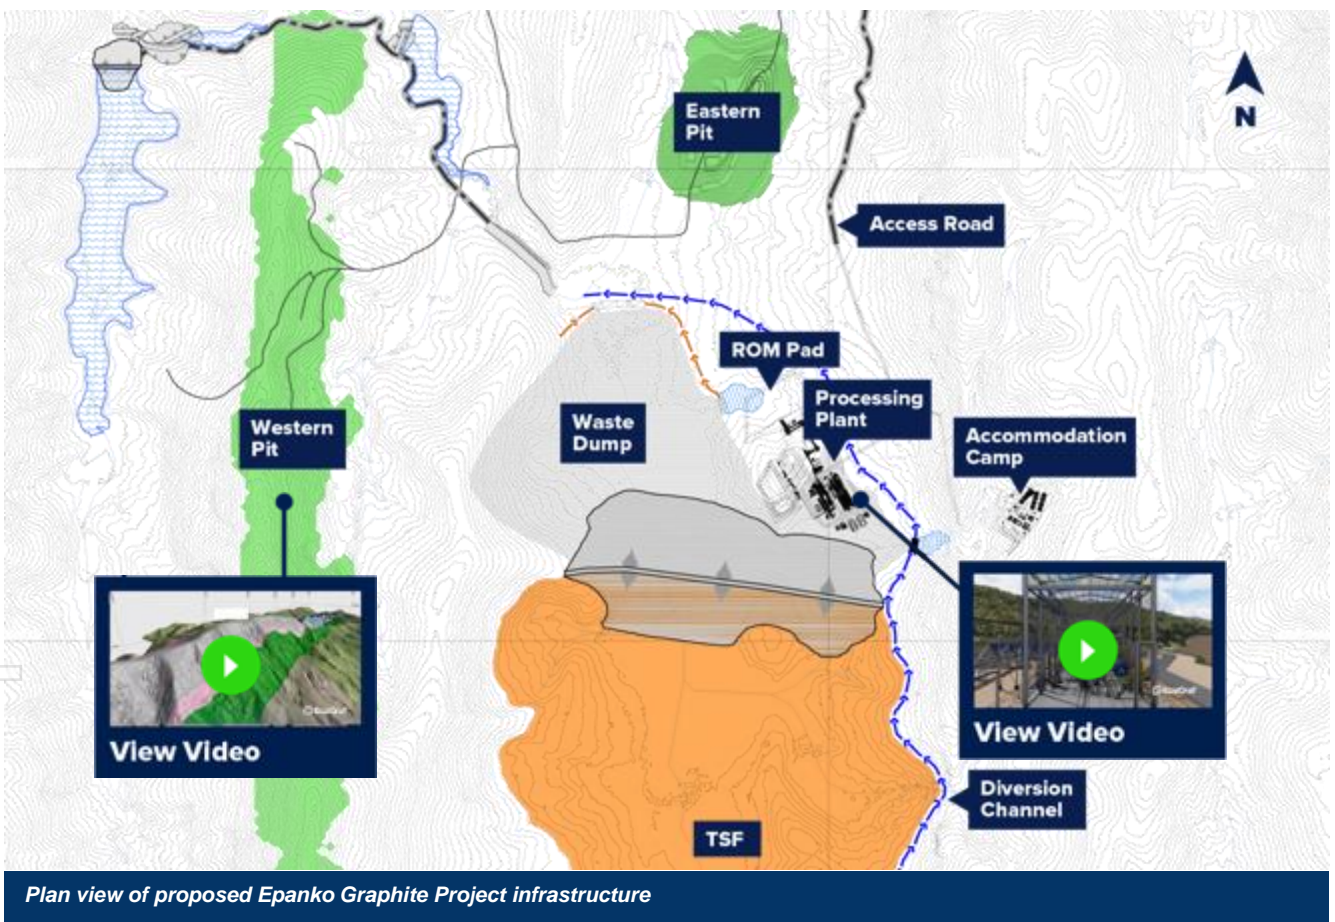 Eastern
Pit
N
Access Road
ROM Pad
Processing
Plant
Western
Pit
Waste
Dump
Accommodation
Camp
View Video
View Video
Diversion
Channel
TSF
Plan view of proposed Epanko Graphite Project infrastructure